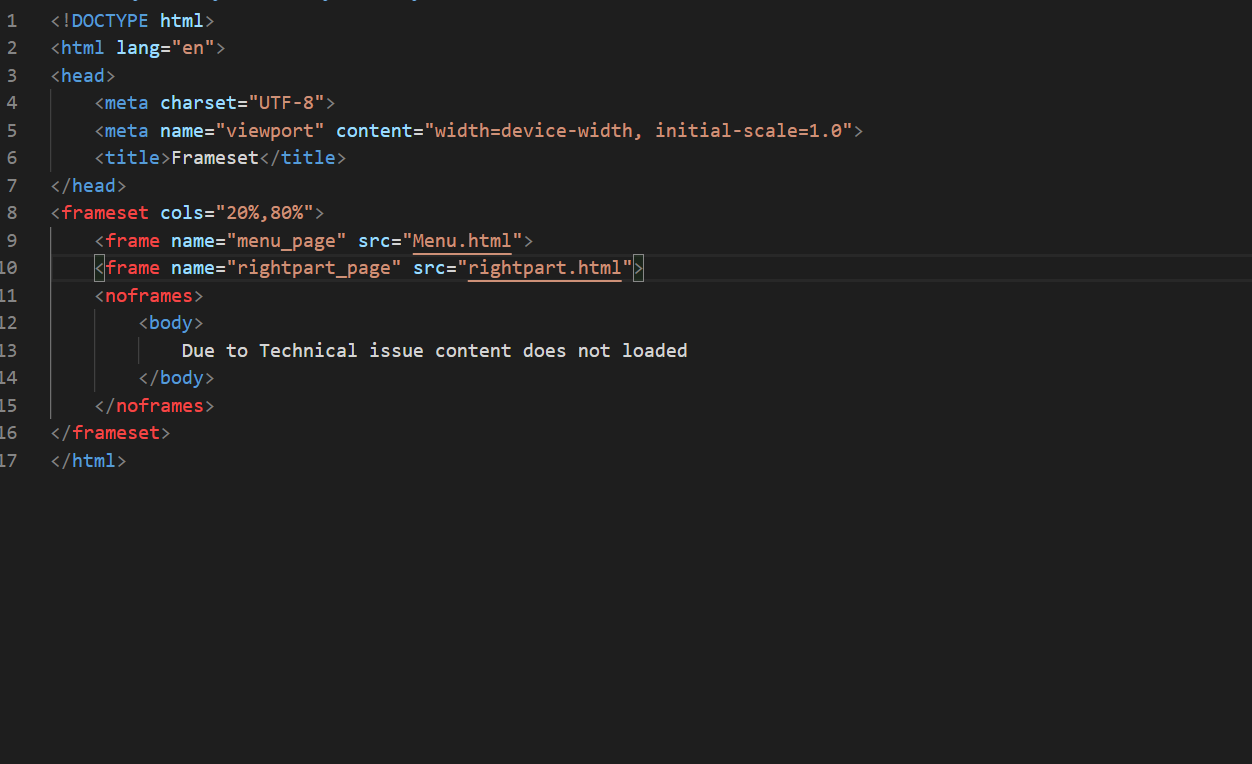 1 <!DOCTYPE html>
2 <html lang="en">
3 <head>
4     <meta charset="UTF-8">
5     <meta name="viewport" content="width=device-width, initial-scale=1.0">
6     <title>Frameset</title>
7 </head>
8 <frameset cols="20%,80%">
9     <frame name="menu_page" src="Menu.html">
10     <frame name="rightpart_page" src="rightpart.html">
11     <noframes>
12         <body>
13             Due to Technical issue content does not loaded
14         </body>
15     </noframes>
16 </frameset>
17 </html>